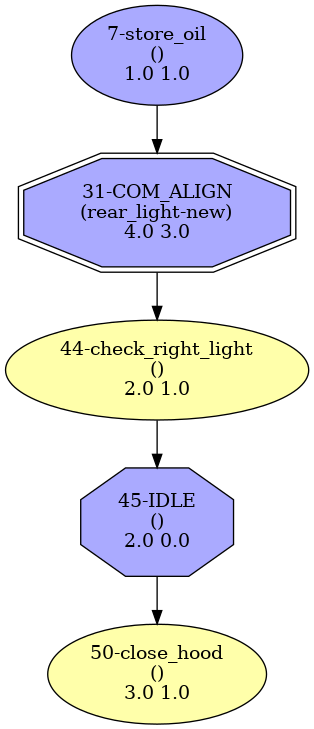 7-store_oil
()
1.0 1.0
31-COM_ALIGN
(rear_light-new)
4.0 3.0
44-check_right_light
()
2.0 1.0
45-IDLE
()
2.0 0.0
50-close_hood
()
3.0 1.0